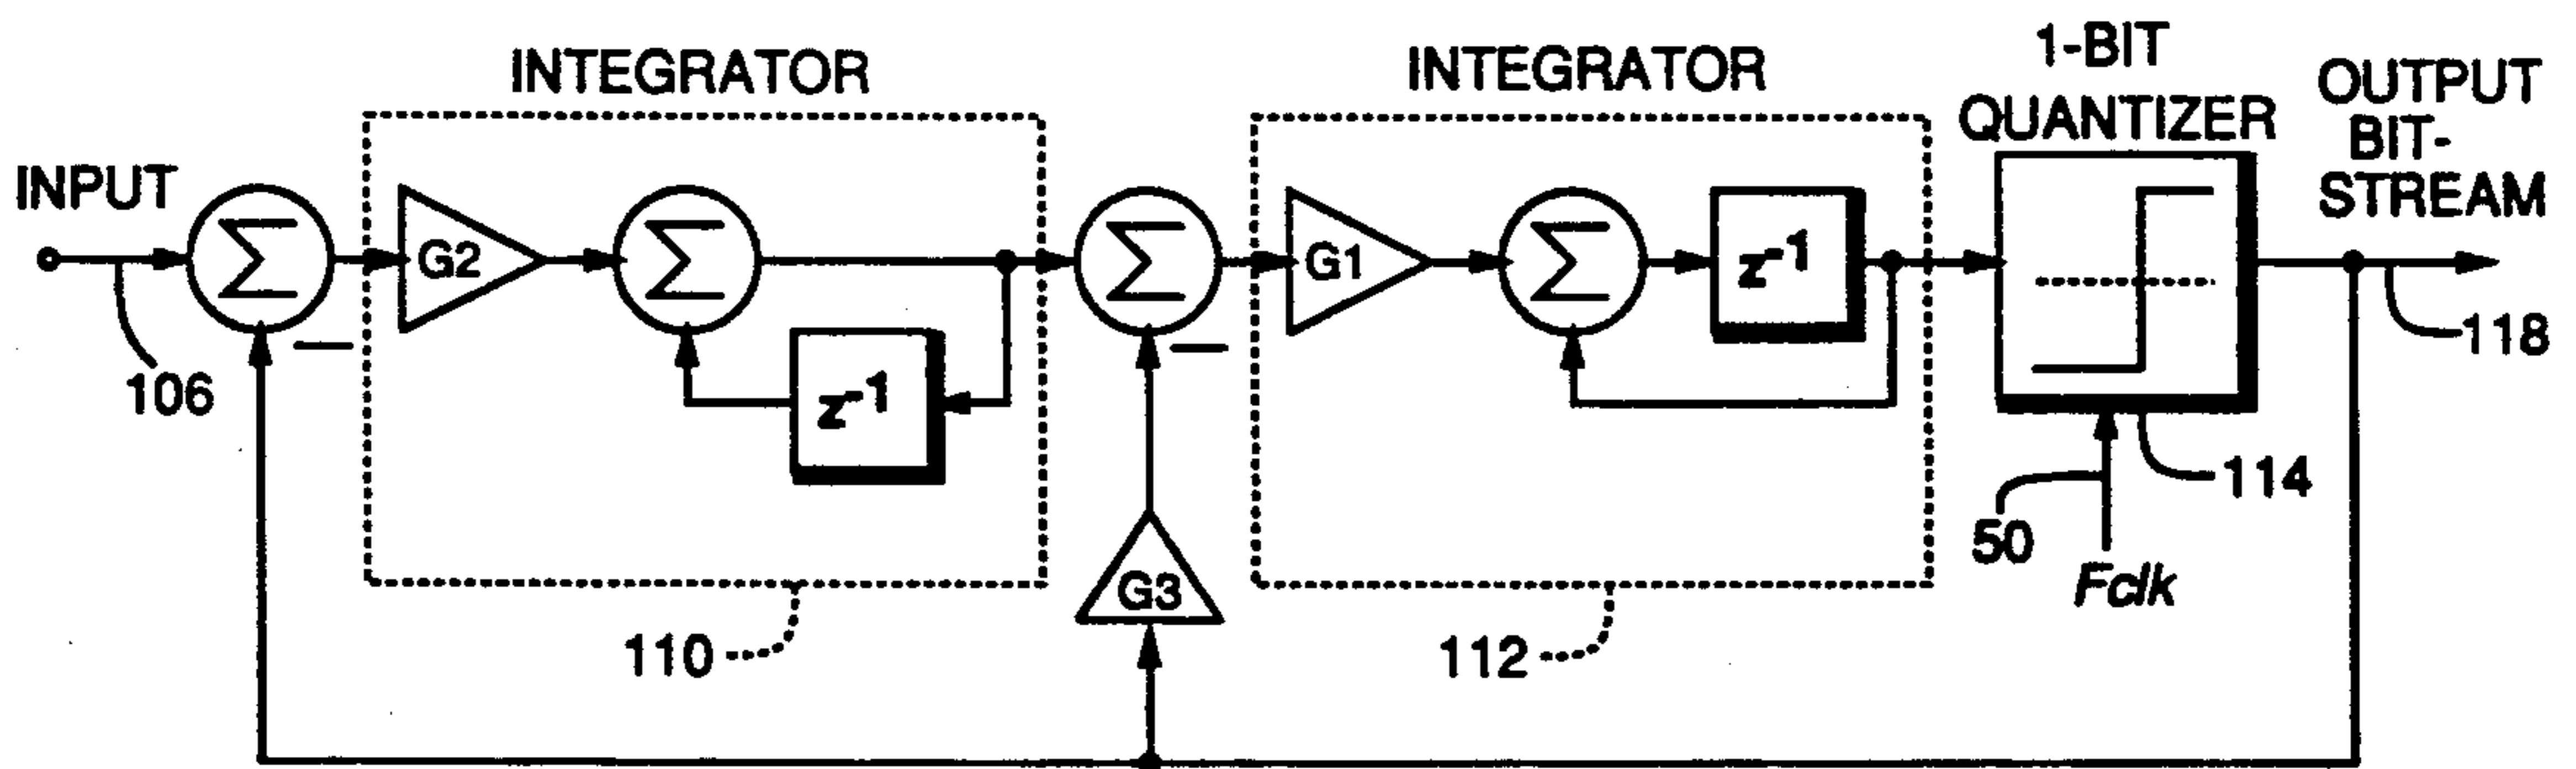 INTEGRATOR
INTEGRATOR
1-BIT
QUANTIZER
OUTPUT
BIT-
STREAM
INPUT
Σ
G2
Σ
Σ
G1
Σ
z⁻¹
z⁻¹
106
118
114
50
Fclk
G3
110
112